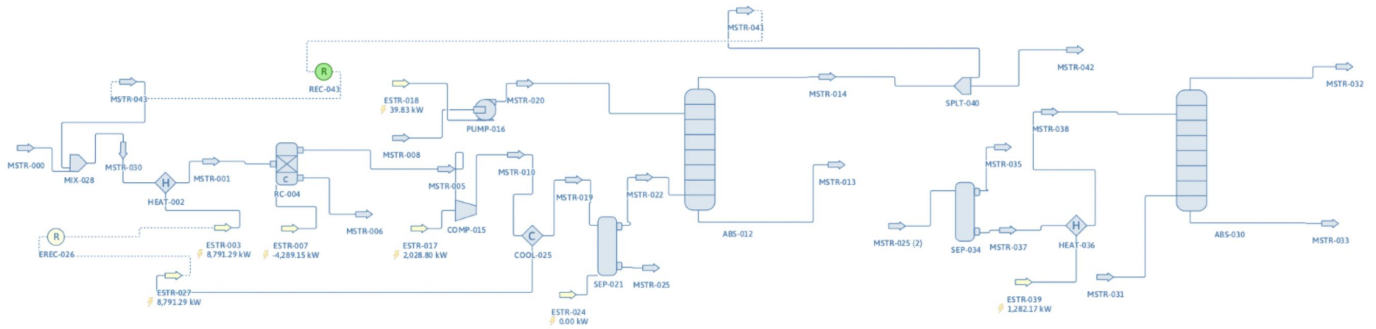 MSTR-041
R
REC-043
MSTR-043
ESTR-018
39.83 kW
MSTR-020
PUMP-016
MSTR-008
MSTR-014
SPLT-040
MSTR-042
MSTR-032
MSTR-000
MIX-028
MSTR-030
H
HEAT-002
MSTR-001
C
RC-004
MSTR-005
MSTR-010
MSTR-006
COMP-015
MSTR-019
MSTR-022
MSTR-013
ABS-012
MSTR-038
MSTR-035
MSTR-025 (2)
SEP-034
MSTR-037
H
HEAT-036
ABS-030
MSTR-033
MSTR-031
R
EREC-026
ESTR-003
8,791.29 kW
ESTR-007
-4,289.15 kW
ESTR-017
2,028.80 kW
C
COOL-025
SEP-021
MSTR-025
ESTR-027
8,791.29 kW
ESTR-024
0.00 kW
ESTR-039
1,282.17 kW